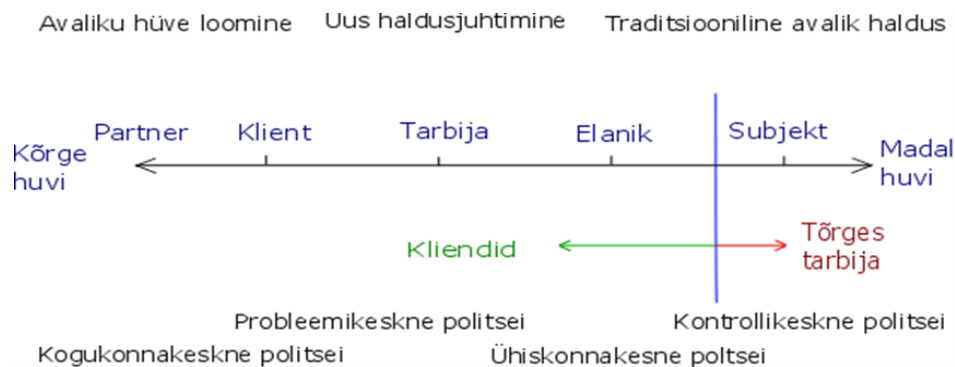 Avaliku hüve loomine
Uus haldusjuhtimine
Traditsiooniline avalik haldus
Partner
Klient
Tarbija
Elanik
Subjekt
Kõrge
huvi
Madal
huvi
Kliendid
Tõrges
tarbija
Probleemikeskne politsei
Kontrollikeskne politsei
Kogukonnakeskne politsei
Ühiskonnakesne poltsei